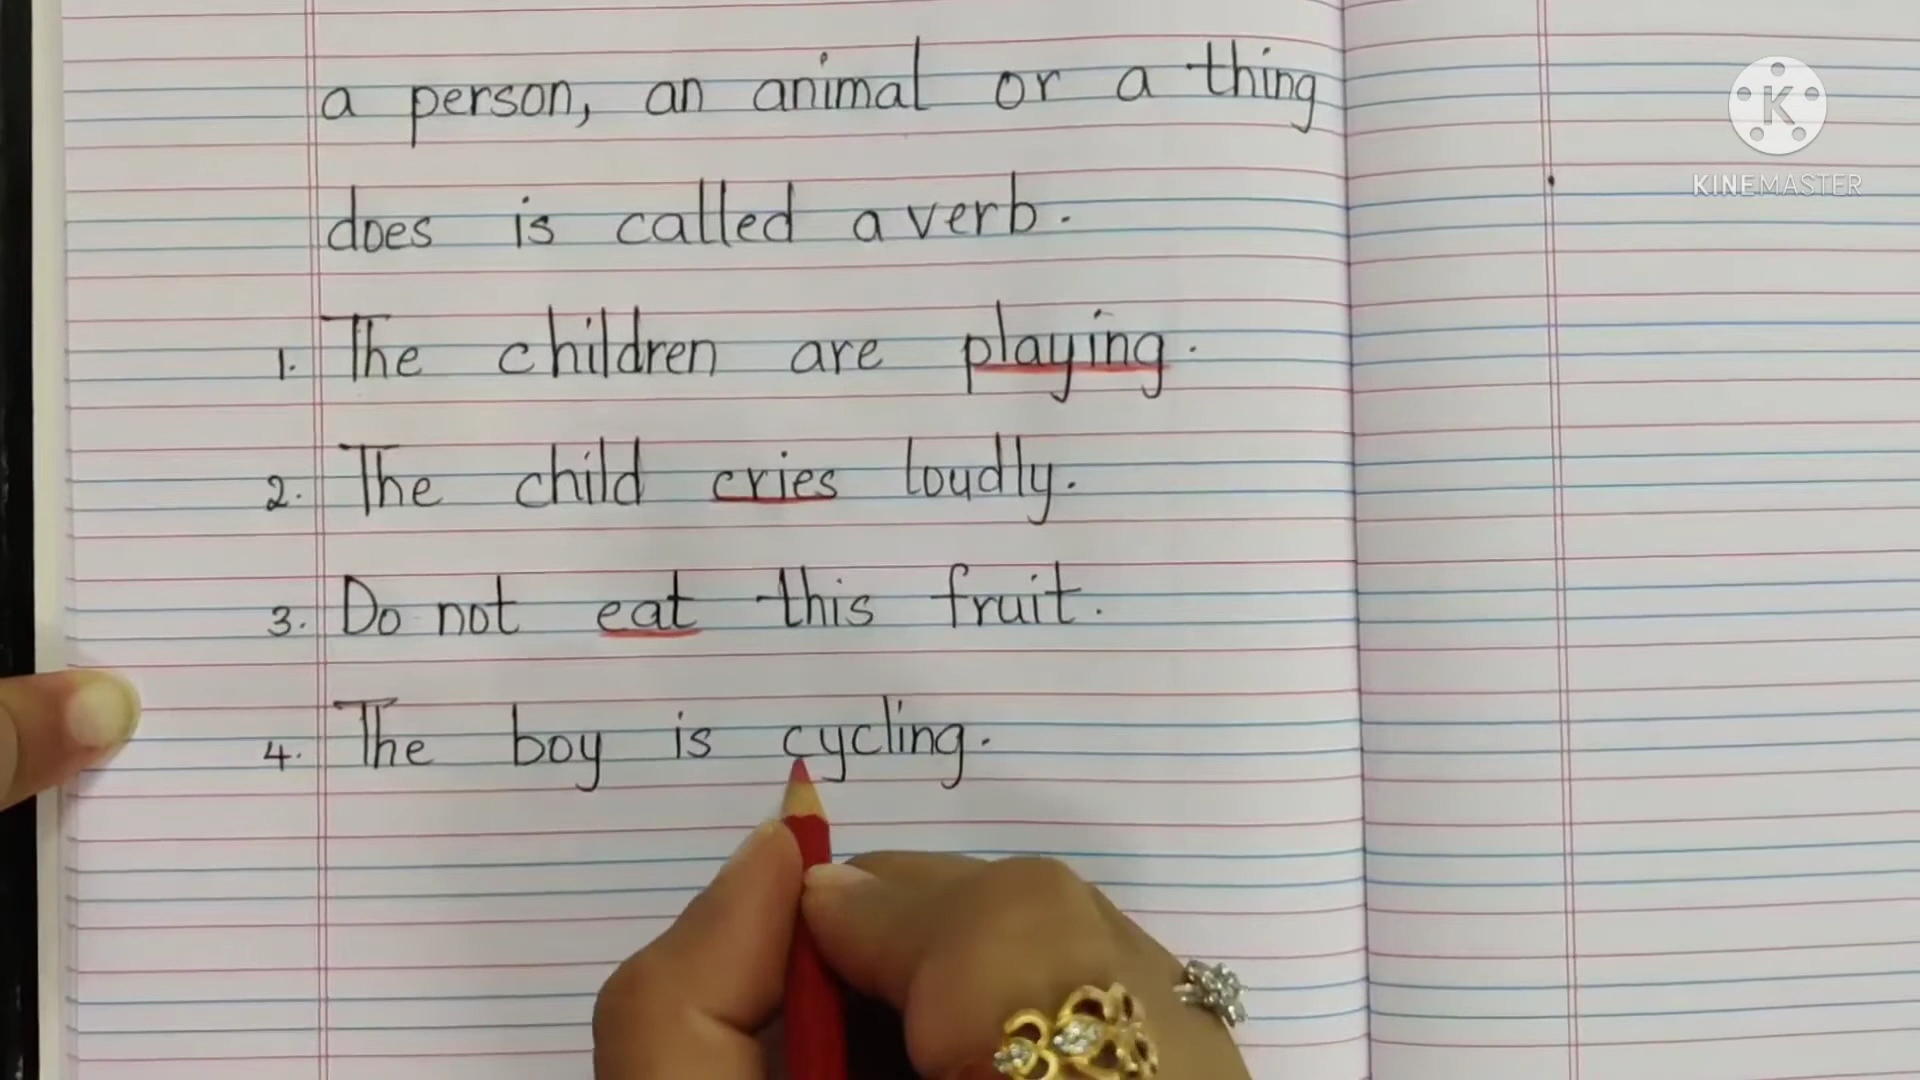 a person, an animal or a thing
does is called a verb.
1. The children are playing.
2. The child cries loudly.
3. Do not eat this fruit.
4. The boy is cycling.
K
KINEMASTER